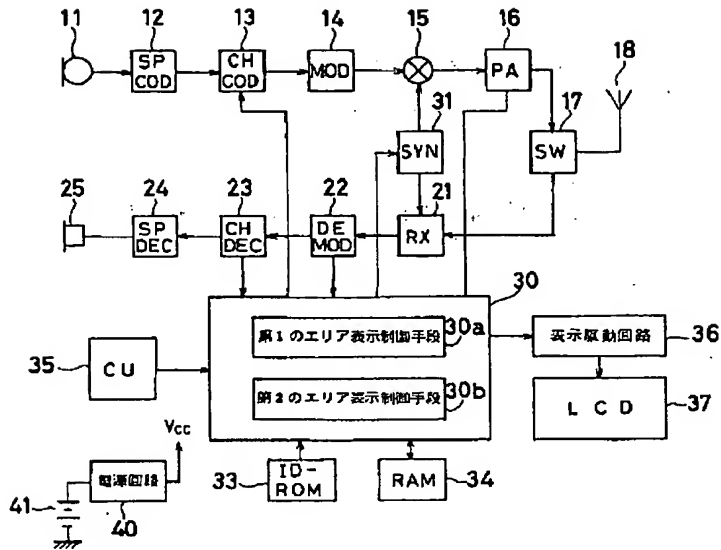 11
12
13
14
15
16
18
SP
COD
CH
COD
MOD
PA
17
31
SYN
SW
25
24
23
22
21
SP
DEC
CH
DEC
DE
MOD
RX
30
第1のエリア表示制御手段
30a
表示駆動回路
36
35
CU
第2のエリア表示制御手段
30b
LCD
37
Vcc
電源回路
33
ID-
ROM
RAM
34
41
40